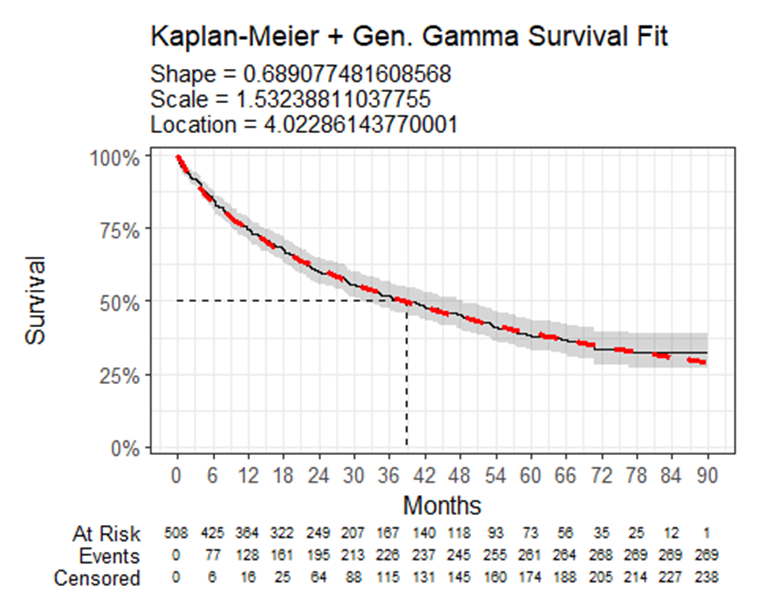 Kaplan-Meier + Gen. Gamma Survival Fit
Shape = 0.689077481608568
Scale = 1.53238811037755
Location = 4.02286143770001
100%
75%
50%
25%
0%
Survival
0 6 12 18 24 30 36 42 48 54 60 66 72 78 84 90
Months
At Risk 508 425 364 322 249 207 167 140 118 93 73 56 35 25 12 1
Events 0 77 128 161 195 213 226 237 245 255 261 264 268 269 269 269
Censored 0 6 16 25 64 88 115 131 145 160 174 188 205 214 227 238